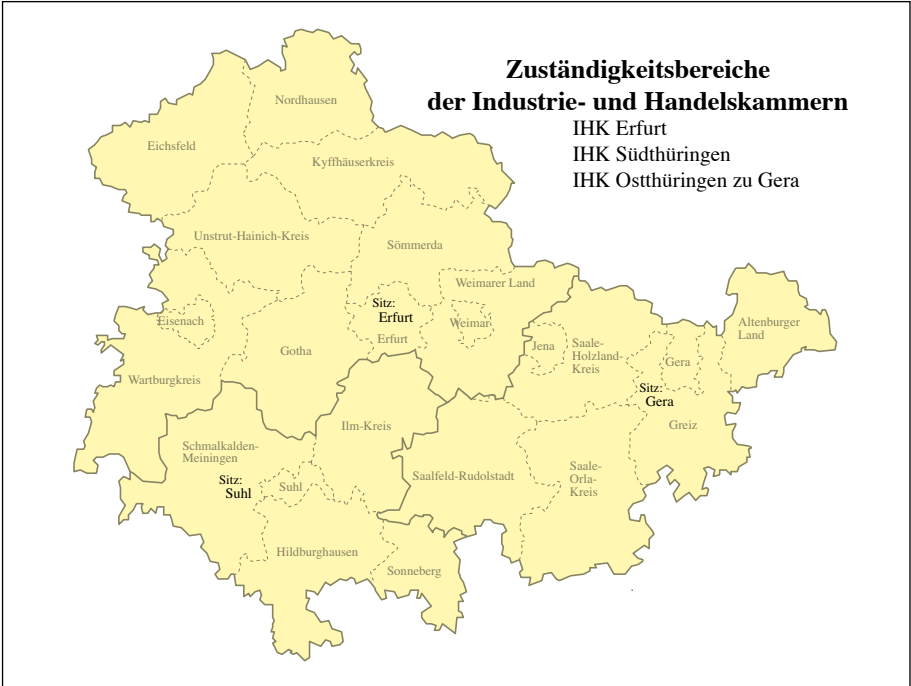 Zuständigkeitsbereiche
der Industrie- und Handelskammern
IHK Erfurt
IHK Südthüringen
IHK Ostthüringen zu Gera
Nordhausen
Eichsfeld
Kyffhäuserkreis
Unstrut-Hainich-Kreis
Sömmerda
Weimarer Land
Sitz:
Erfurt
Eisenach
Weimar
Erfurt
Gotha
Jena
Saale-
Holzland-
Kreis
Gera
Altenburger
Land
Wartburgkreis
Sitz:
Gera
Ilm-Kreis
Greiz
Schmalkalden-
Meiningen
Sitz:
Suhl
Suhl
Saalfeld-Rudolstadt
Saale-
Orla-
Kreis
Hildburghausen
Sonneberg